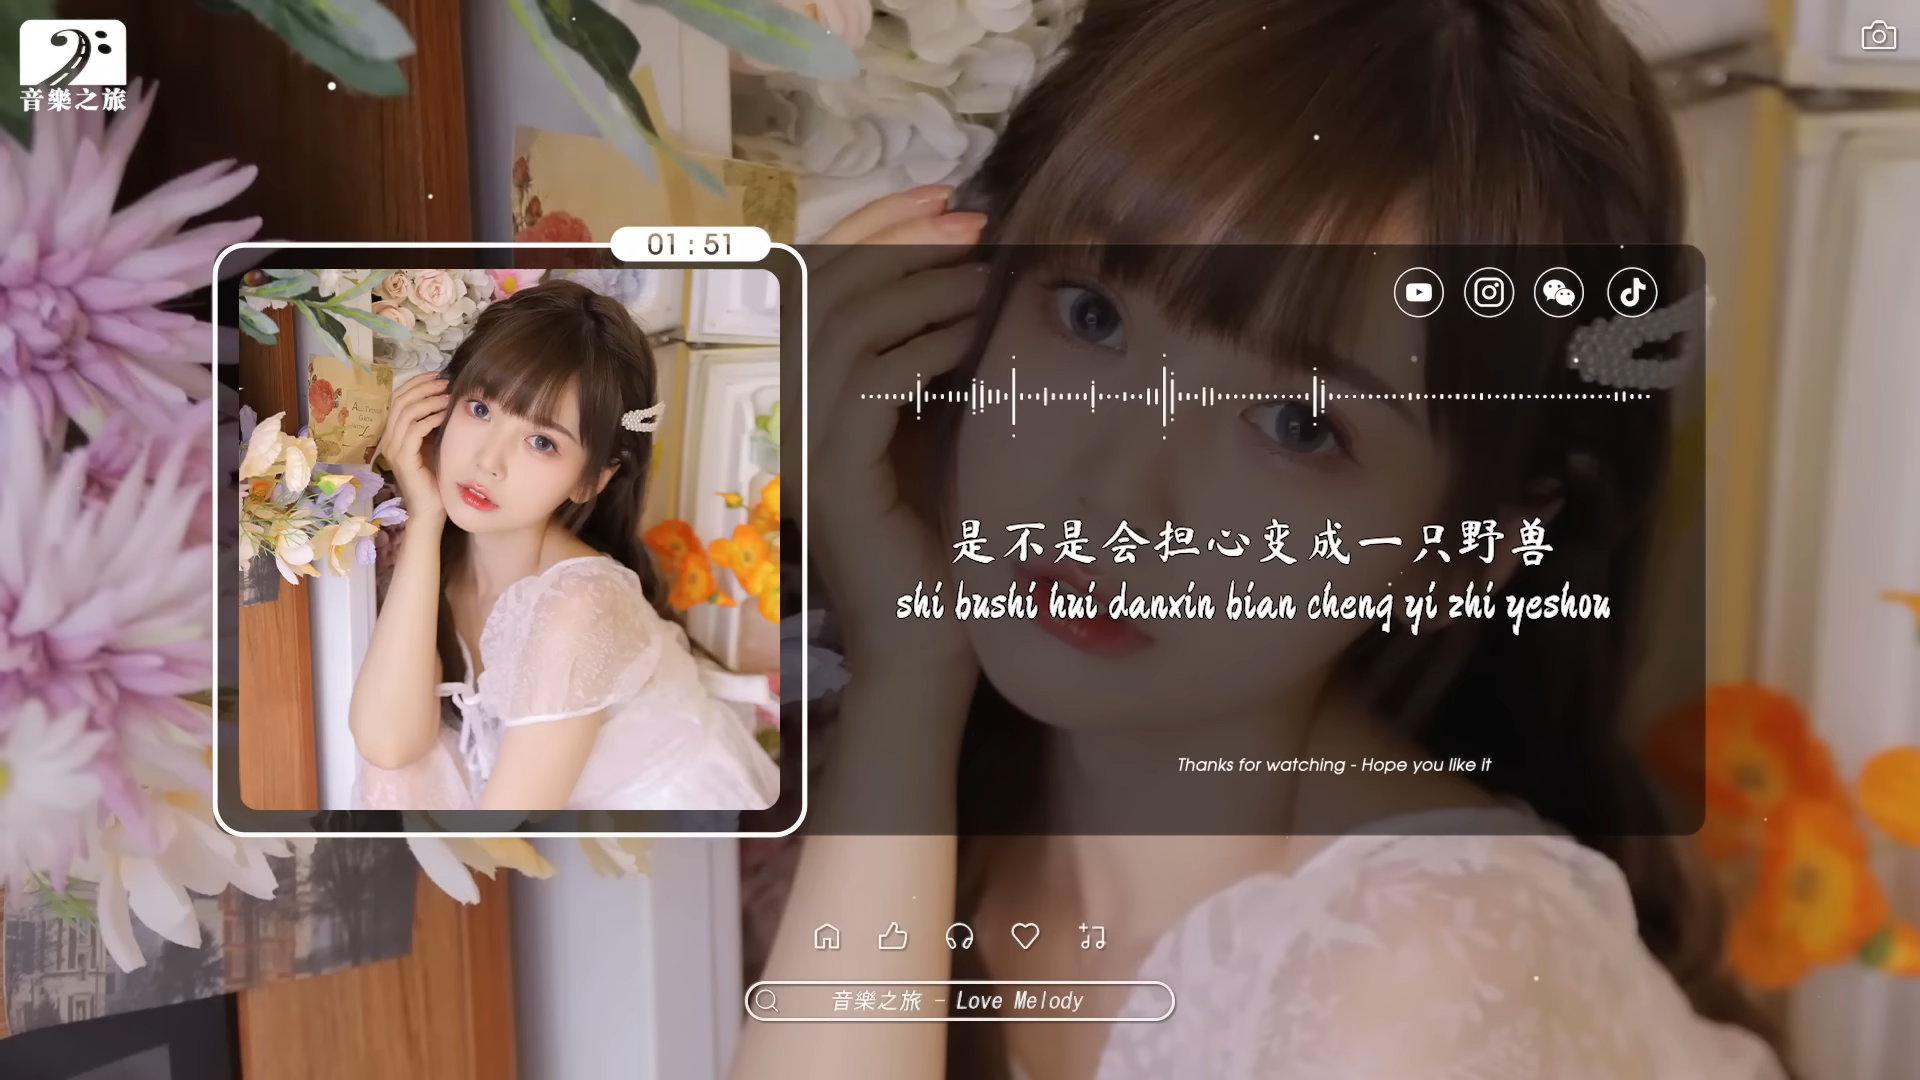 音樂之旅
01 : 51
是不是会担心变成一只野兽
shi bushi hui danxin bian cheng yi zhi yeshou
Thanks for watching - Hope you like it
音樂之旅 - Love Melody